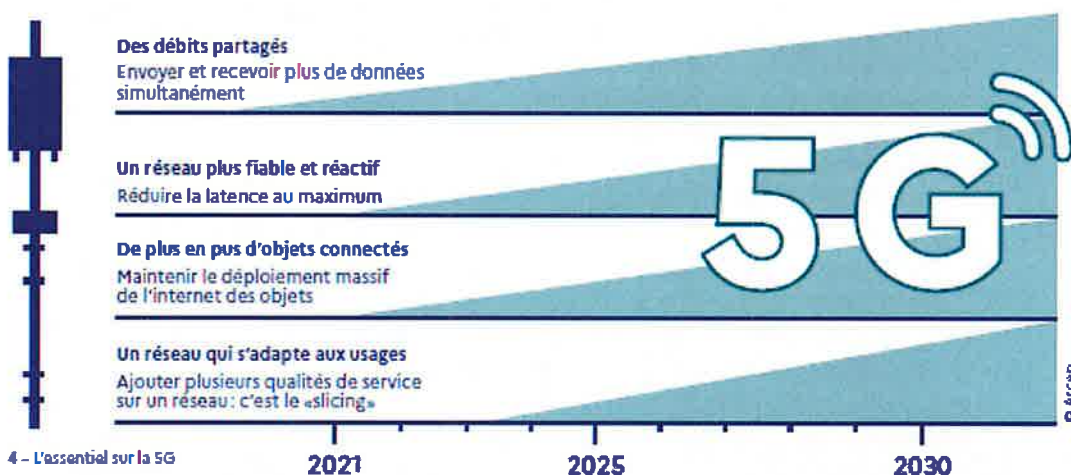 Des débits partagés
Envoyer et recevoir plus de données
simultanément
Un réseau plus fiable et réactif
Réduire la latence au maximum
De plus en pus d'objets connectés
Maintenir le déploiement massif
de l'internet des objets
Un réseau qui s'adapte aux usages
Ajouter plusieurs qualités de service
sur un réseau : c'est le «slicing»
5G
4 – L'essentiel sur la 5G
2021
2025
2030